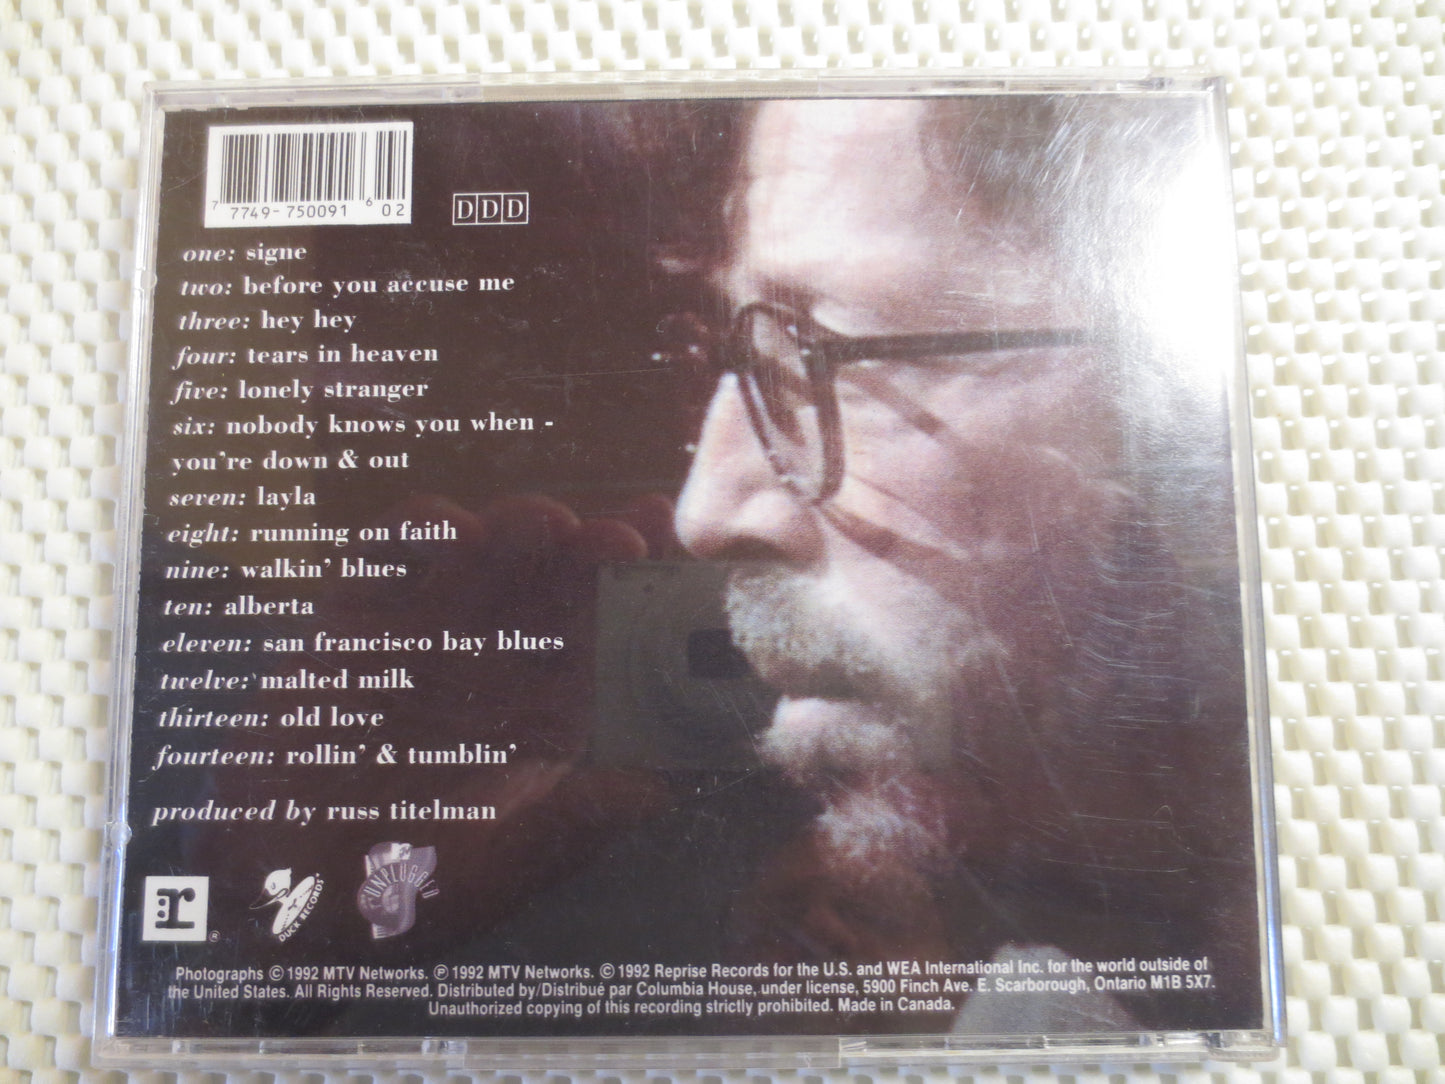 7 7749-750091 6 02
DDD
one: signe
two: before you accuse me
three: hey hey
four: tears in heaven
five: lonely stranger
six: nobody knows you when -
you're down & out
seven: layla
eight: running on faith
nine: walkin' blues
ten: alberta
eleven: san francisco bay blues
twelve: malted milk
thirteen: old love
fourteen: rollin' & tumblin'
produced by russ titelman
r ®
DUCK RECORDS
UNPLUGGED
Photographs © 1992 MTV Networks. ℗ 1992 MTV Networks. © 1992 Reprise Records for the U.S. and WEA International Inc. for the world outside of
the United States. All Rights Reserved. Distributed by/Distribué par Columbia House, under license, 5900 Finch Ave. E. Scarborough, Ontario M1B 5X7.
Unauthorized copying of this recording strictly prohibited. Made in Canada.